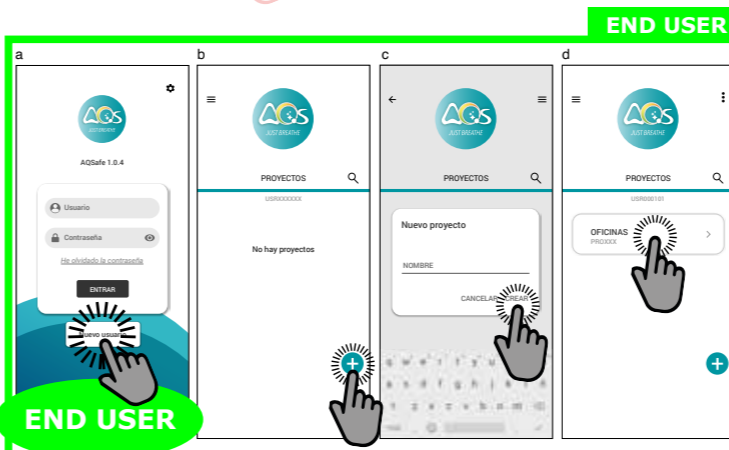 END USER
a
AQS
JUST BREATHE
AQSafe 1.0.4
Usuario
Contraseña
He olvidado la contraseña
ENTRAR
Nuevo usuario
END USER
b
AQS
JUST BREATHE
PROYECTOS
USRXXXXXX
No hay proyectos
+
c
AQS
JUST BREATHE
PROYECTOS
Nuevo proyecto
NOMBRE
CANCELAR CREAR
d
AQS
JUST BREATHE
PROYECTOS
USR000101
OFICINAS
PROXXX
+